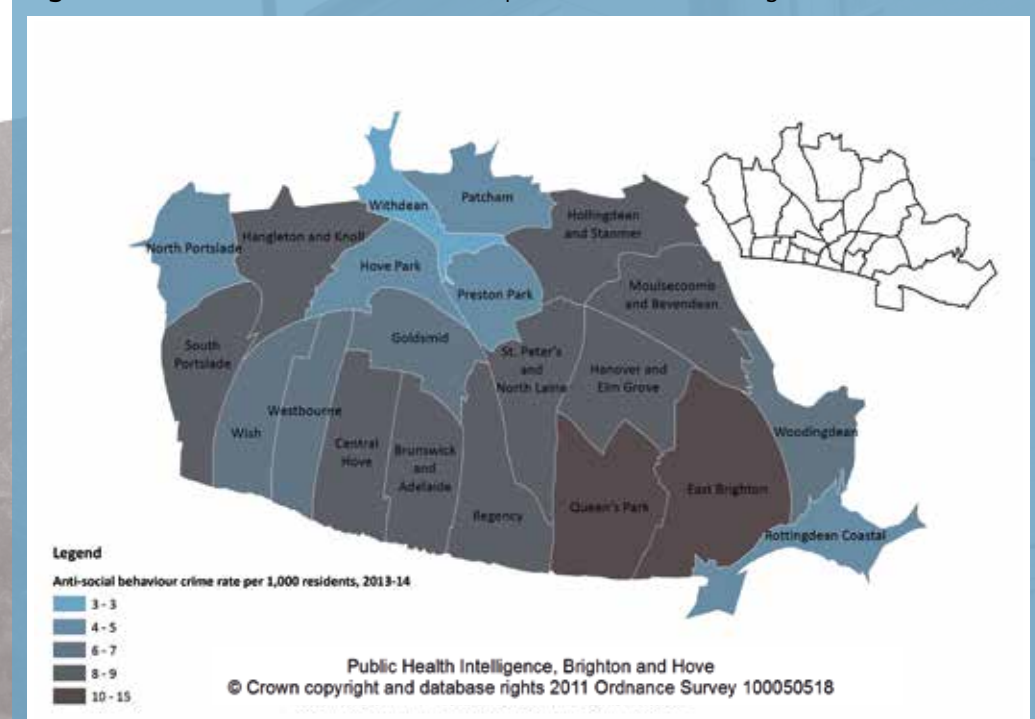 Withdean
Patcham
Hollingdean
and Stanmer
North Portslade
Hangleton and Knoll
Hove Park
Preston Park
Moulsecoomb
and Bevendean
South
Portslade
Goldsmid
St. Peter's
and
North Laine
Hanover and
Elm Grove
Westbourne
Wish
Central
Hove
Brunswick
and
Adelaide
Woodingdean
Regency
Queen's Park
East Brighton
Rottingdean Coastal
Legend
Anti-social behaviour crime rate per 1,000 residents, 2013-14
3 - 3
4 - 5
6 - 7
8 - 9
10 - 15
Public Health Intelligence, Brighton and Hove
© Crown copyright and database rights 2011 Ordnance Survey 100050518